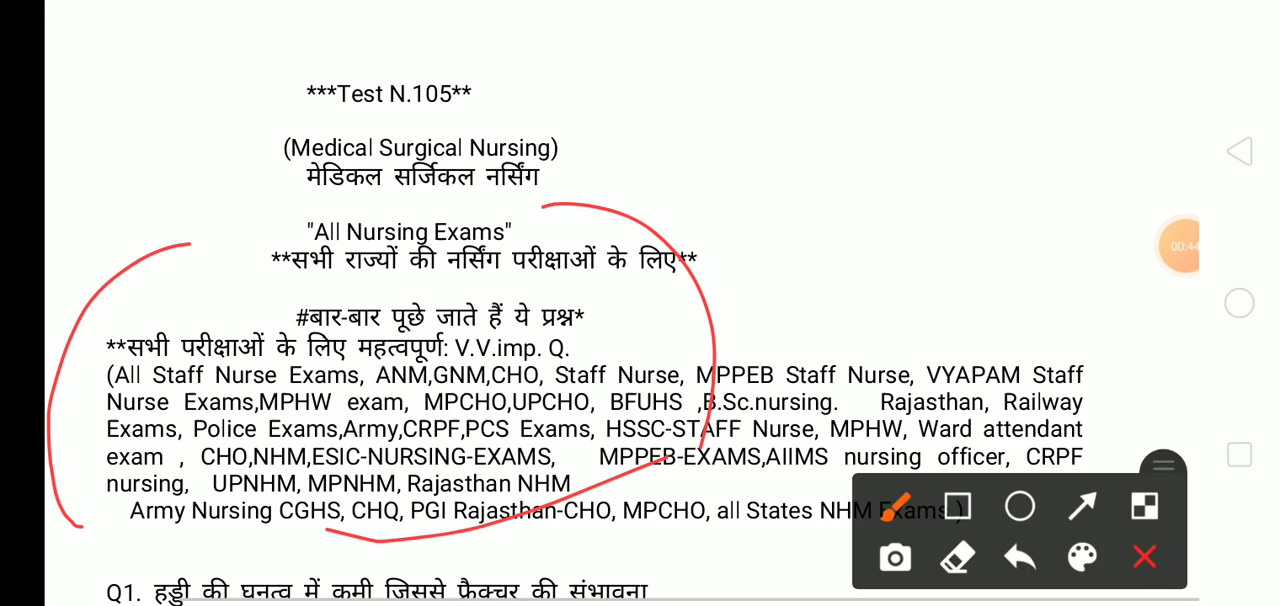 ***Test N.105**
(Medical Surgical Nursing)
मेडिकल सर्जिकल नर्सिंग
"All Nursing Exams"
**सभी राज्यों की नर्सिंग परीक्षाओं के लिए**
#बार-बार पूछे जाते हैं ये प्रश्न*
**सभी परीक्षाओं के लिए महत्वपूर्ण: V.V.imp. Q.
(All Staff Nurse Exams, ANM,GNM,CHO, Staff Nurse, MPPEB Staff Nurse, VYAPAM Staff
Nurse Exams,MPHW exam, MPCHO,UPCHO, BFUHS ,B.Sc.nursing. Rajasthan, Railway
Exams, Police Exams,Army,CRPF,PCS Exams, HSSC-STAFF Nurse, MPHW, Ward attendant
exam , CHO,NHM,ESIC-NURSING-EXAMS, MPPEB-EXAMS,AIIMS nursing officer, CRPF
nursing, UPNHM, MPNHM, Rajasthan NHM
Army Nursing CGHS, CHQ, PGI Rajasthan-CHO, MPCHO, all States NHM Exams )
Q1. हड्डी की घनत्व में कमी जिससे फ्रैक्चर की संभावना
00:44